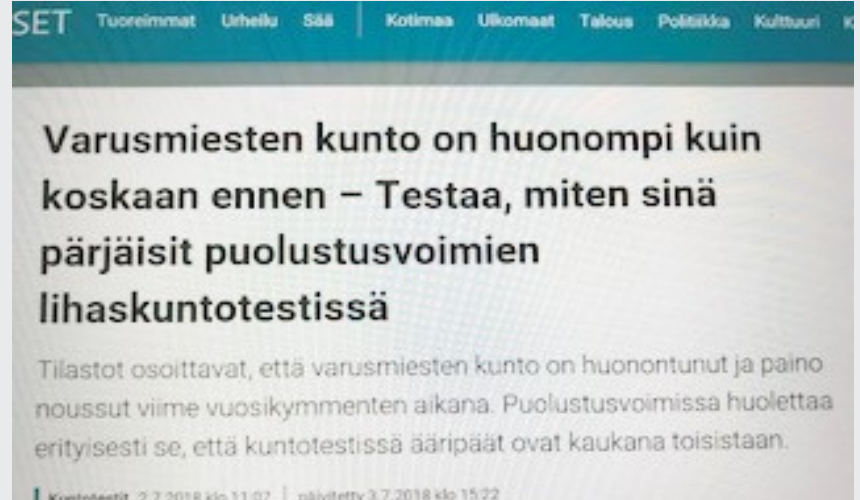 SET Tuoreimmat Urheilu Sää Kotimaa Ulkomaat Talous Politiikka Kulttuuri K
Varusmiesten kunto on huonompi kuin
koskaan ennen – Testaa, miten sinä
pärjäisit puolustusvoimien
lihaskuntotestissä
Tilastot osoittavat, että varusmiesten kunto on huonontunut ja paino
noussut viime vuosikymmenten aikana. Puolustusvoimissa huolettaa
erityisesti se, että kuntotestissä ääripäät ovat kaukana toisistaan.
Kuntotestit 2.7.2018 klo 11:07 | päivitetty 3.7.2018 klo 15:22